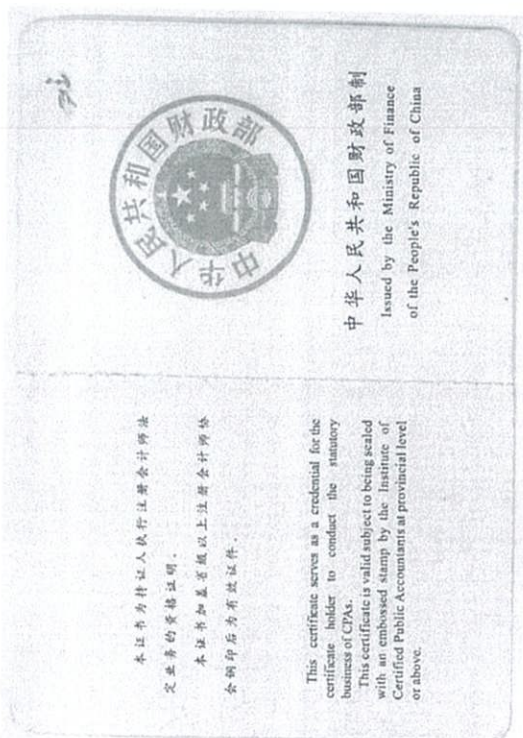 本证书为持证人执行注册会计师法
定业务的资格证明。
本证书加盖省级以上注册会计师协
会钢印后为有效证件。
This certificate serves as a credential for the
certificate holder to conduct the statutory
business of CPAs.
This certificate is valid subject to being sealed
with an embossed stamp by the Institute of
Certified Public Accountants at provincial level
or above.
中华人民共和国财政部
中华人民共和国财政部制
Issued by the Ministry of Finance
of the People's Republic of China